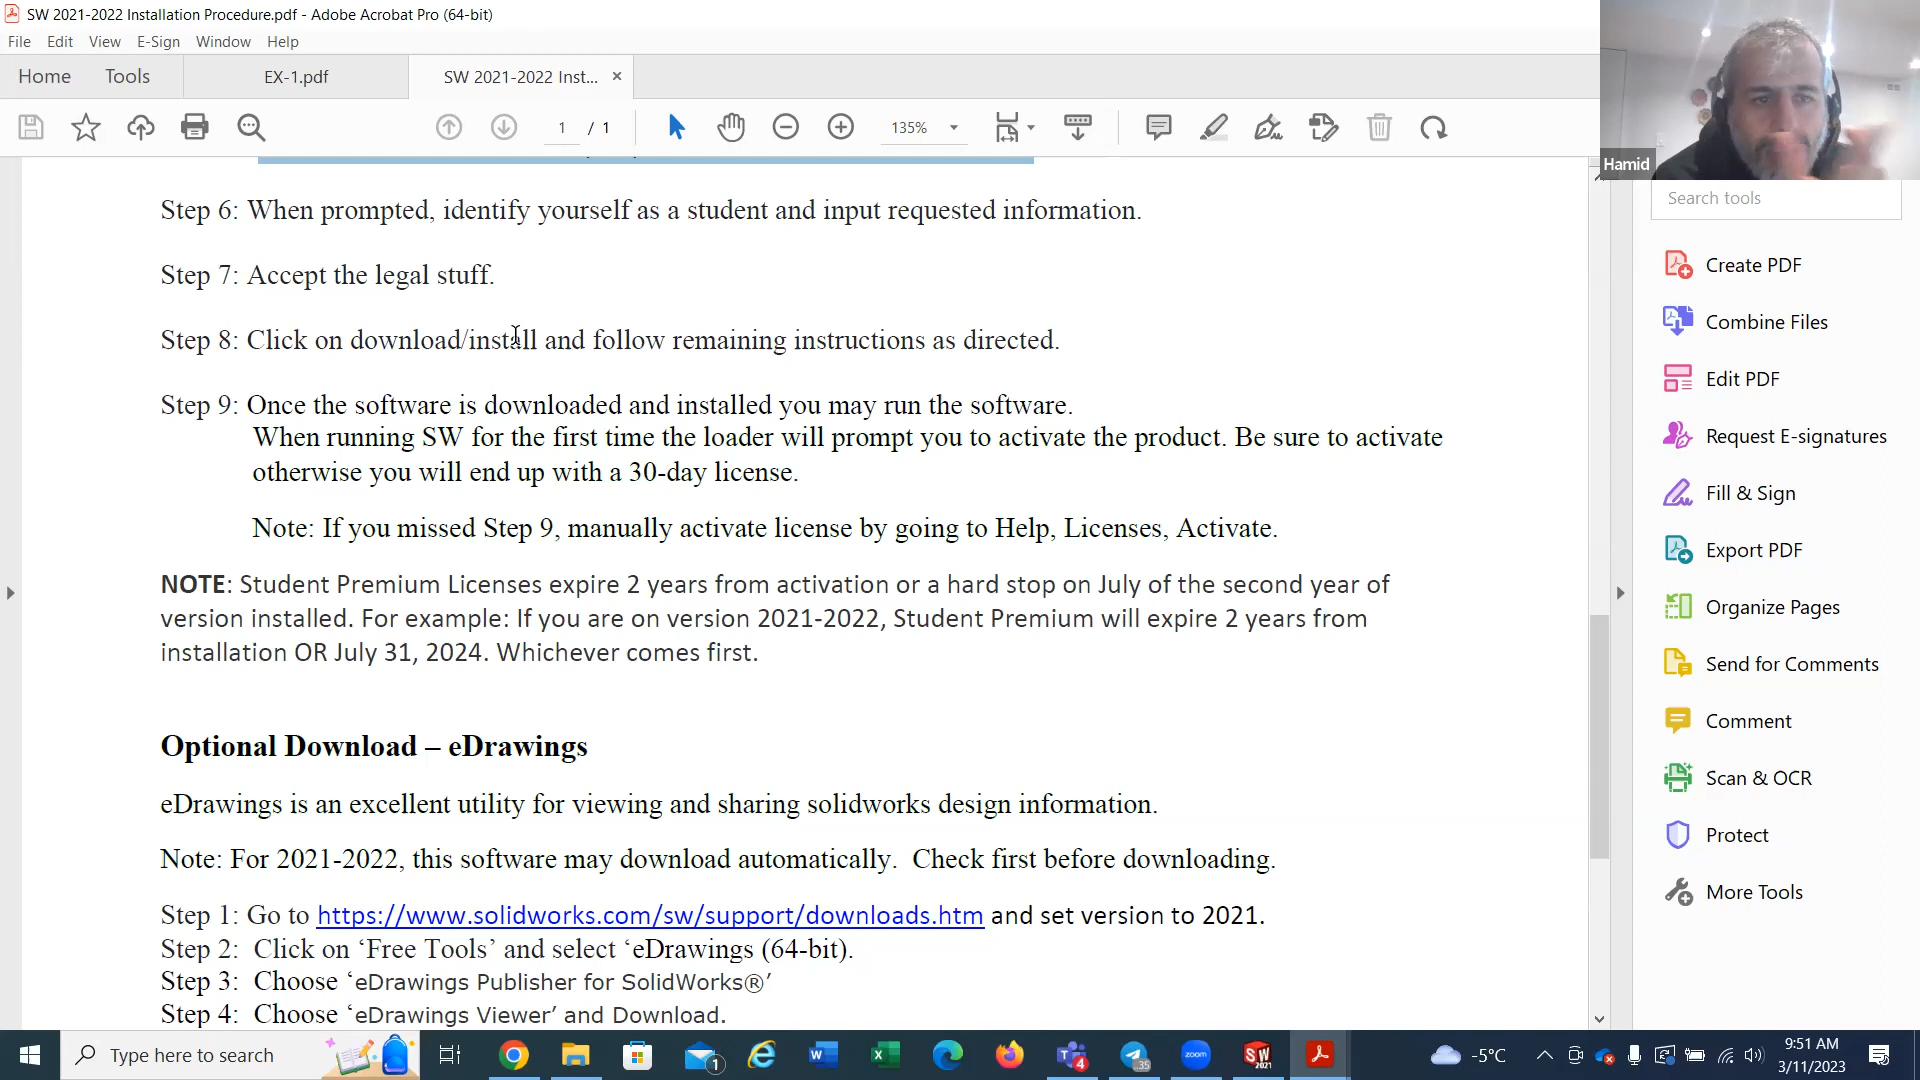 SW 2021-2022 Installation Procedure.pdf - Adobe Acrobat Pro (64-bit)
File Edit View E-Sign Window Help
Home Tools EX-1.pdf SW 2021-2022 Inst... ×
1 / 1 135%
Hamid
Search tools
Step 6: When prompted, identify yourself as a student and input requested information.
Step 7: Accept the legal stuff.
Step 8: Click on download/install and follow remaining instructions as directed.
Step 9: Once the software is downloaded and installed you may run the software.
When running SW for the first time the loader will prompt you to activate the product. Be sure to activate
otherwise you will end up with a 30-day license.
Note: If you missed Step 9, manually activate license by going to Help, Licenses, Activate.
NOTE: Student Premium Licenses expire 2 years from activation or a hard stop on July of the second year of
version installed. For example: If you are on version 2021-2022, Student Premium will expire 2 years from
installation OR July 31, 2024. Whichever comes first.
Optional Download – eDrawings
eDrawings is an excellent utility for viewing and sharing solidworks design information.
Note: For 2021-2022, this software may download automatically. Check first before downloading.
Step 1: Go to https://www.solidworks.com/sw/support/downloads.htm and set version to 2021.
Step 2: Click on ‘Free Tools’ and select ‘eDrawings (64-bit).
Step 3: Choose ‘eDrawings Publisher for SolidWorks®’
Step 4: Choose ‘eDrawings Viewer’ and Download.
Create PDF
Combine Files
Edit PDF
Request E-signatures
Fill & Sign
Export PDF
Organize Pages
Send for Comments
Comment
Scan & OCR
Protect
More Tools
Type here to search
1
4
35
zoom
SW
2021
-5°C
9:51 AM
3/11/2023